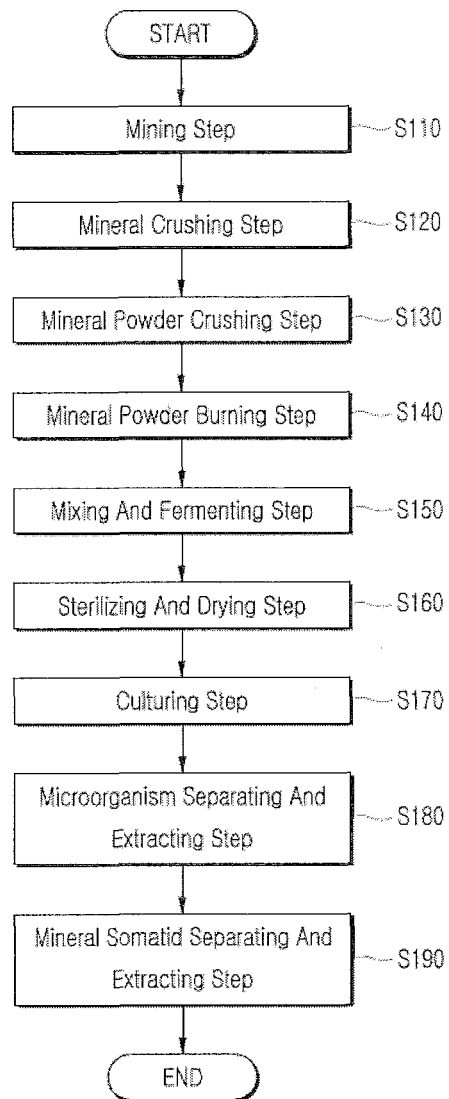 START
Mining Step S110
Mineral Crushing Step S120
Mineral Powder Crushing Step S130
Mineral Powder Burning Step S140
Mixing And Fermenting Step S150
Sterilizing And Drying Step S160
Culturing Step S170
Microorganism Separating And
Extracting Step S180
Mineral Somatid Separating And
Extracting Step S190
END